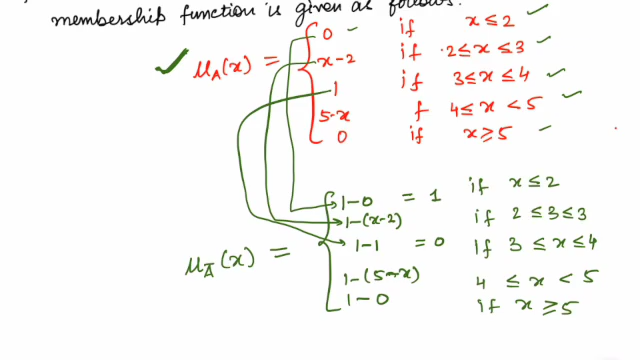 membership function is given as follows:
μA(x) =
0 if x ≤ 2
x-2 if 2 ≤ x ≤ 3
1 if 3 ≤ x ≤ 4
5-x f 4 ≤ x < 5
0 if x ≥ 5
μĀ(x) =
1-0 = 1 if x ≤ 2
1-(x-2) if 2 ≤ 3 ≤ 3
1-1 = 0 if 3 ≤ x ≤ 4
1-(5-x) 4 ≤ x < 5
1-0 if x ≥ 5